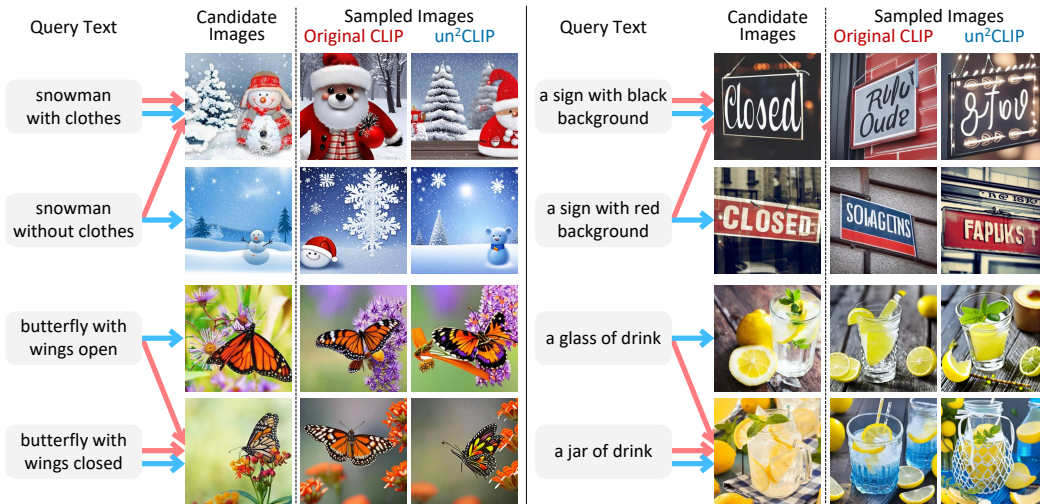 Query Text
Candidate
Images
Sampled Images
Original CLIP
un²CLIP
snowman
with clothes
snowman
without clothes
butterfly with
wings open
butterfly with
wings closed
Query Text
Candidate
Images
Sampled Images
Original CLIP
un²CLIP
a sign with black
background
Closed
a sign with red
background
CLOSED
SOLAGCINS
FAPUKS
a glass of drink
a jar of drink